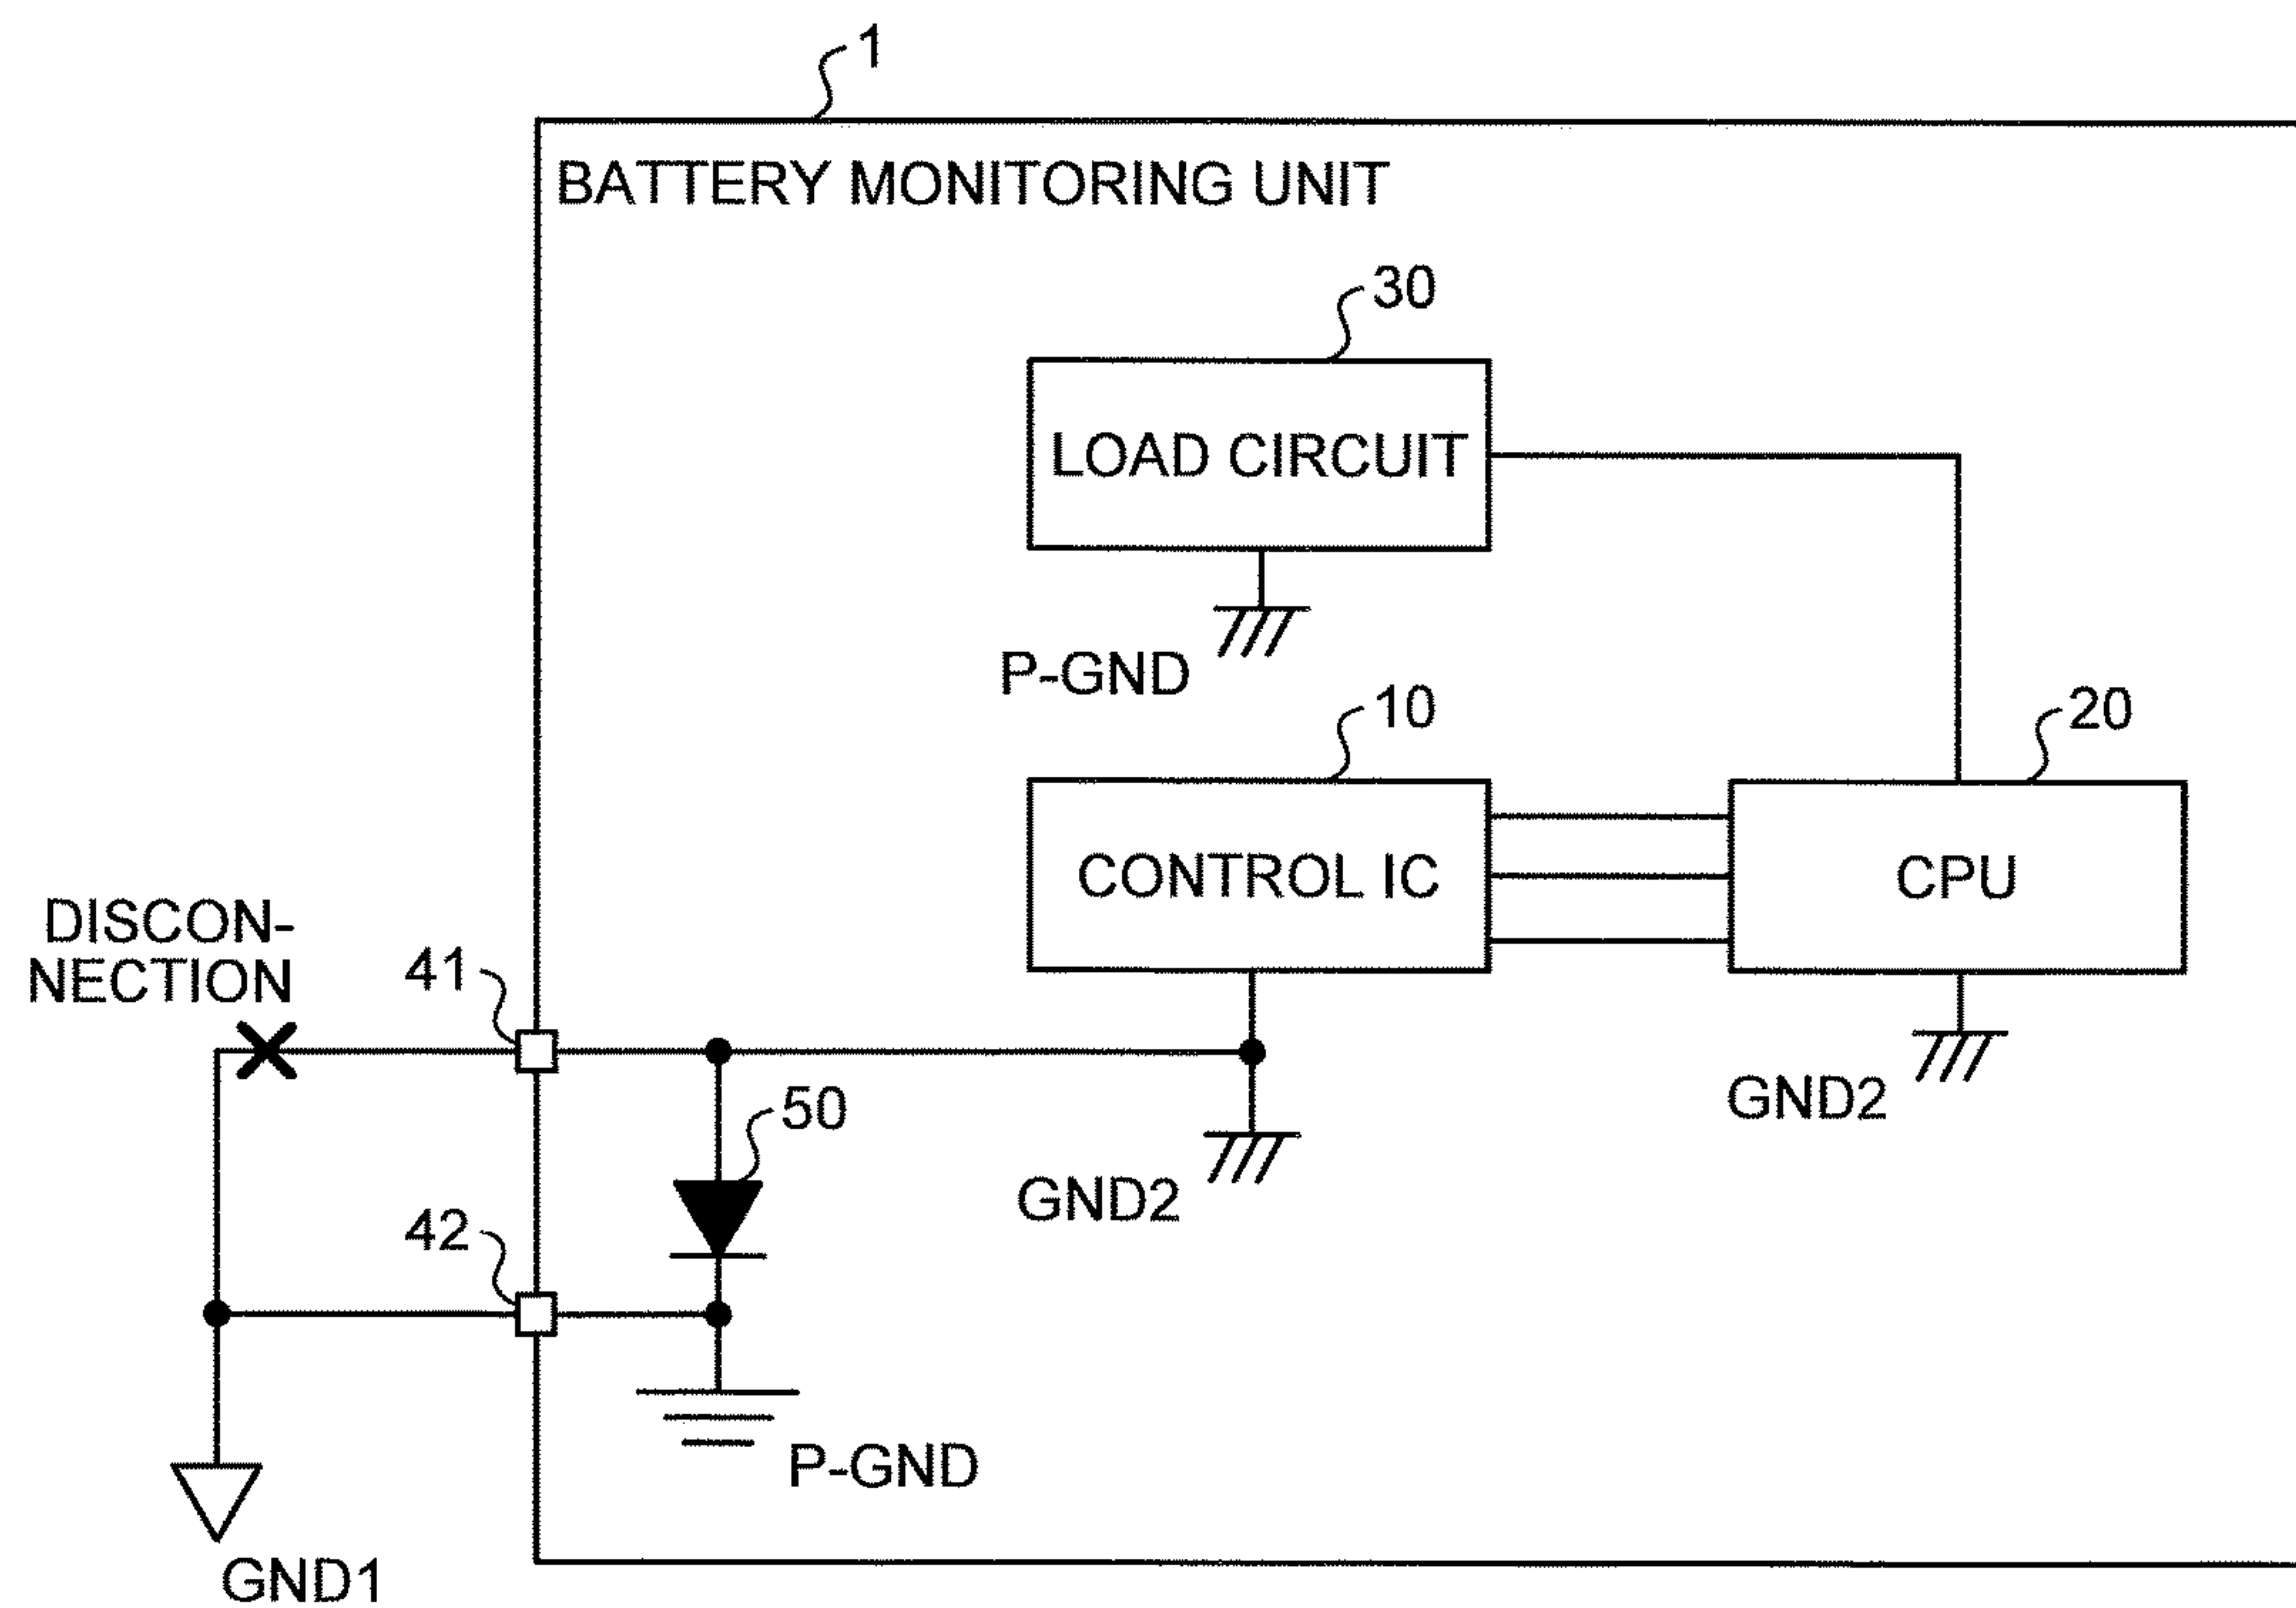 1
BATTERY MONITORING UNIT
30
LOAD CIRCUIT
P-GND
10
20
CONTROL IC
CPU
DISCON-
NECTION
41
GND2
50
GND2
42
P-GND
GND1